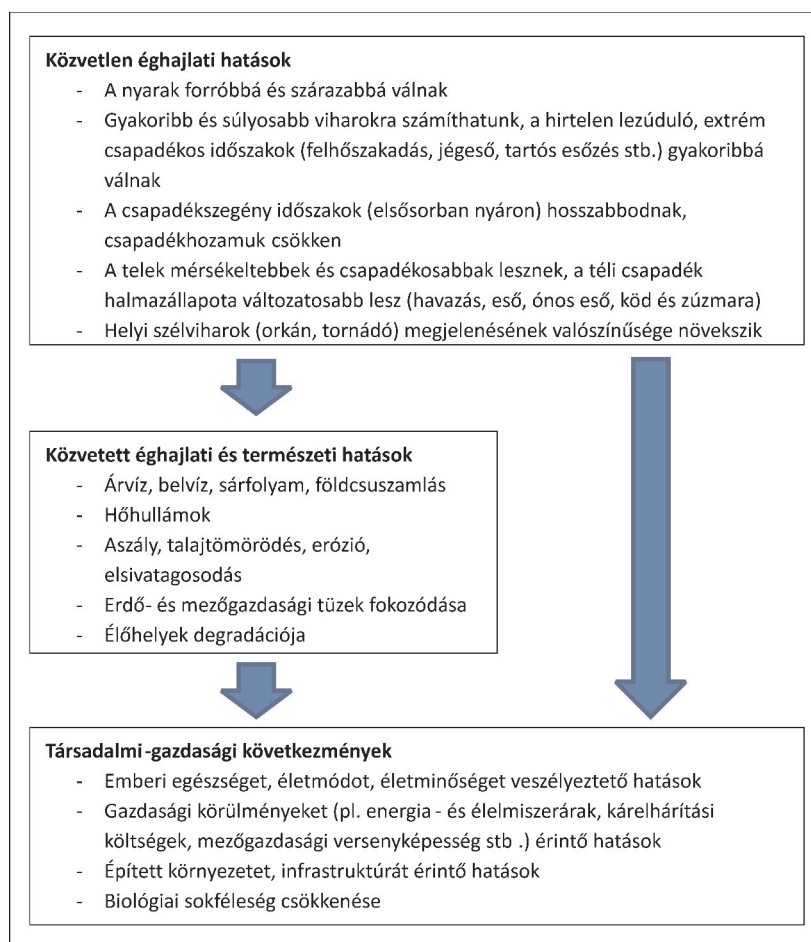 Közvetlen éghajlati hatások
- A nyarak forróbbá és szárazabbá válnak
- Gyakoribb és súlyosabb viharokra számíthatunk, a hirtelen lezúduló, extrém
csapadékos időszakok (felhőszakadás, jégeső, tartós esőzés stb.) gyakoribbá
válnak
- A csapadékszegény időszakok (elsősorban nyáron) hosszabbodnak,
csapadékhozamuk csökken
- A telek mérsékeltebbek és csapadékosabbak lesznek, a téli csapadék
halmazállapota változatosabb lesz (havazás, eső, ónos eső, köd és zúzmara)
- Helyi szélviharok (orkán, tornádó) megjelenésének valószínűsége növekszik
Közvetett éghajlati és természeti hatások
- Árvíz, belvíz, sárfolyam, földcsuszamlás
- Hőhullámok
- Aszály, talajtömörödés, erózió,
elsivatagosodás
- Erdő- és mezőgazdasági tüzek fokozódása
- Élőhelyek degradációja
Társadalmi-gazdasági következmények
- Emberi egészséget, életmódot, életminőséget veszélyeztető hatások
- Gazdasági körülményeket (pl. energia - és élelmiszerárak, kárelhárítási
költségek, mezőgazdasági versenyképesség stb .) érintő hatások
- Épített környezetet, infrastruktúrát érintő hatások
- Biológiai sokféleség csökkenése